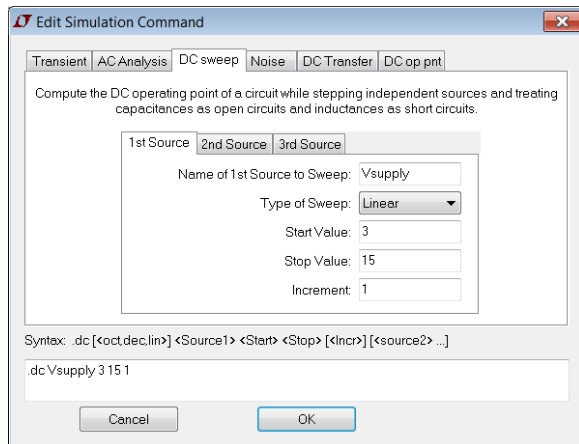 Edit Simulation Command
Transient AC Analysis DC sweep Noise DC Transfer DC op pnt
Compute the DC operating point of a circuit while stepping independent sources and treating
capacitances as open circuits and inductances as short circuits.
1st Source 2nd Source 3rd Source
Name of 1st Source to Sweep: Vsupply
Type of Sweep: Linear
Start Value: 3
Stop Value: 15
Increment: 1
Syntax: .dc [<oct,dec,lin>] <Source1> <Start> <Stop> [<Incr>] [<source2> ...]
.dc Vsupply 3 15 1
Cancel OK